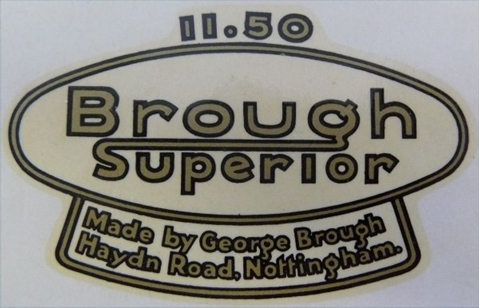 11.50
Brough
Superior
Made by George Brough
Haydn Road, Nottingham.